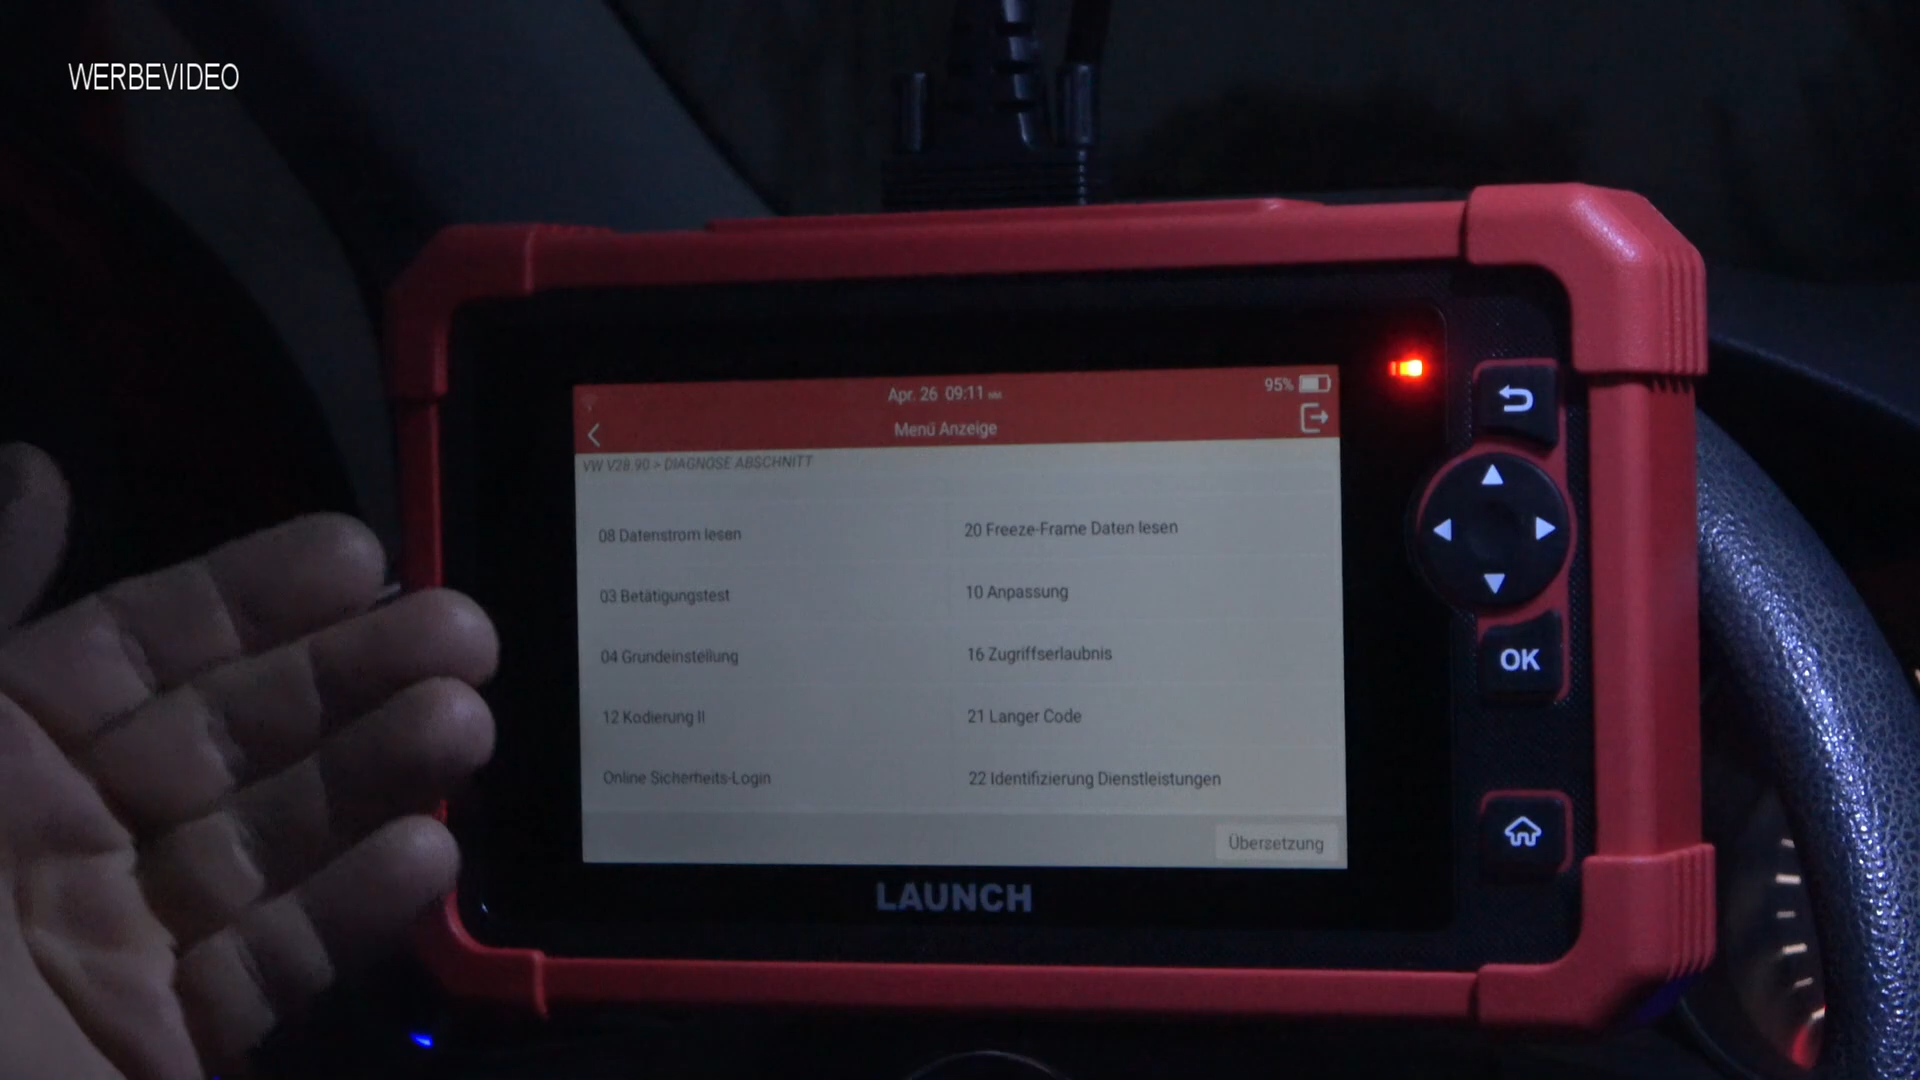 WERBEVIDEO
Apr. 26 09:11
95%
Menü Anzeige
VW V28.90 > DIAGNOSE ABSCHNITT
08 Datenstrom lesen
20 Freeze-Frame Daten lesen
03 Betätigungstest
10 Anpassung
04 Grundeinstellung
16 Zugriffserlaubnis
12 Kodierung II
21 Langer Code
Online Sicherheits-Login
22 Identifizierung Dienstleistungen
Übersetzung
LAUNCH
OK